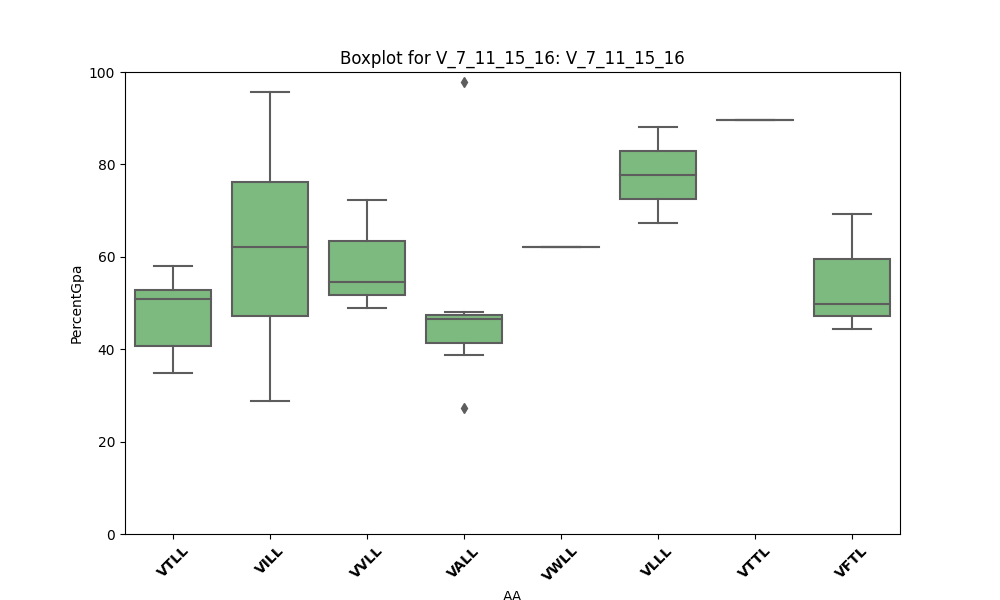 Boxplot for V_7_11_15_16: V_7_11_15_16
100
80
60
40
20
0
PercentGpa
VTLL VILL VVLL VALL VWLL VLLL VTTL VFTL
AA